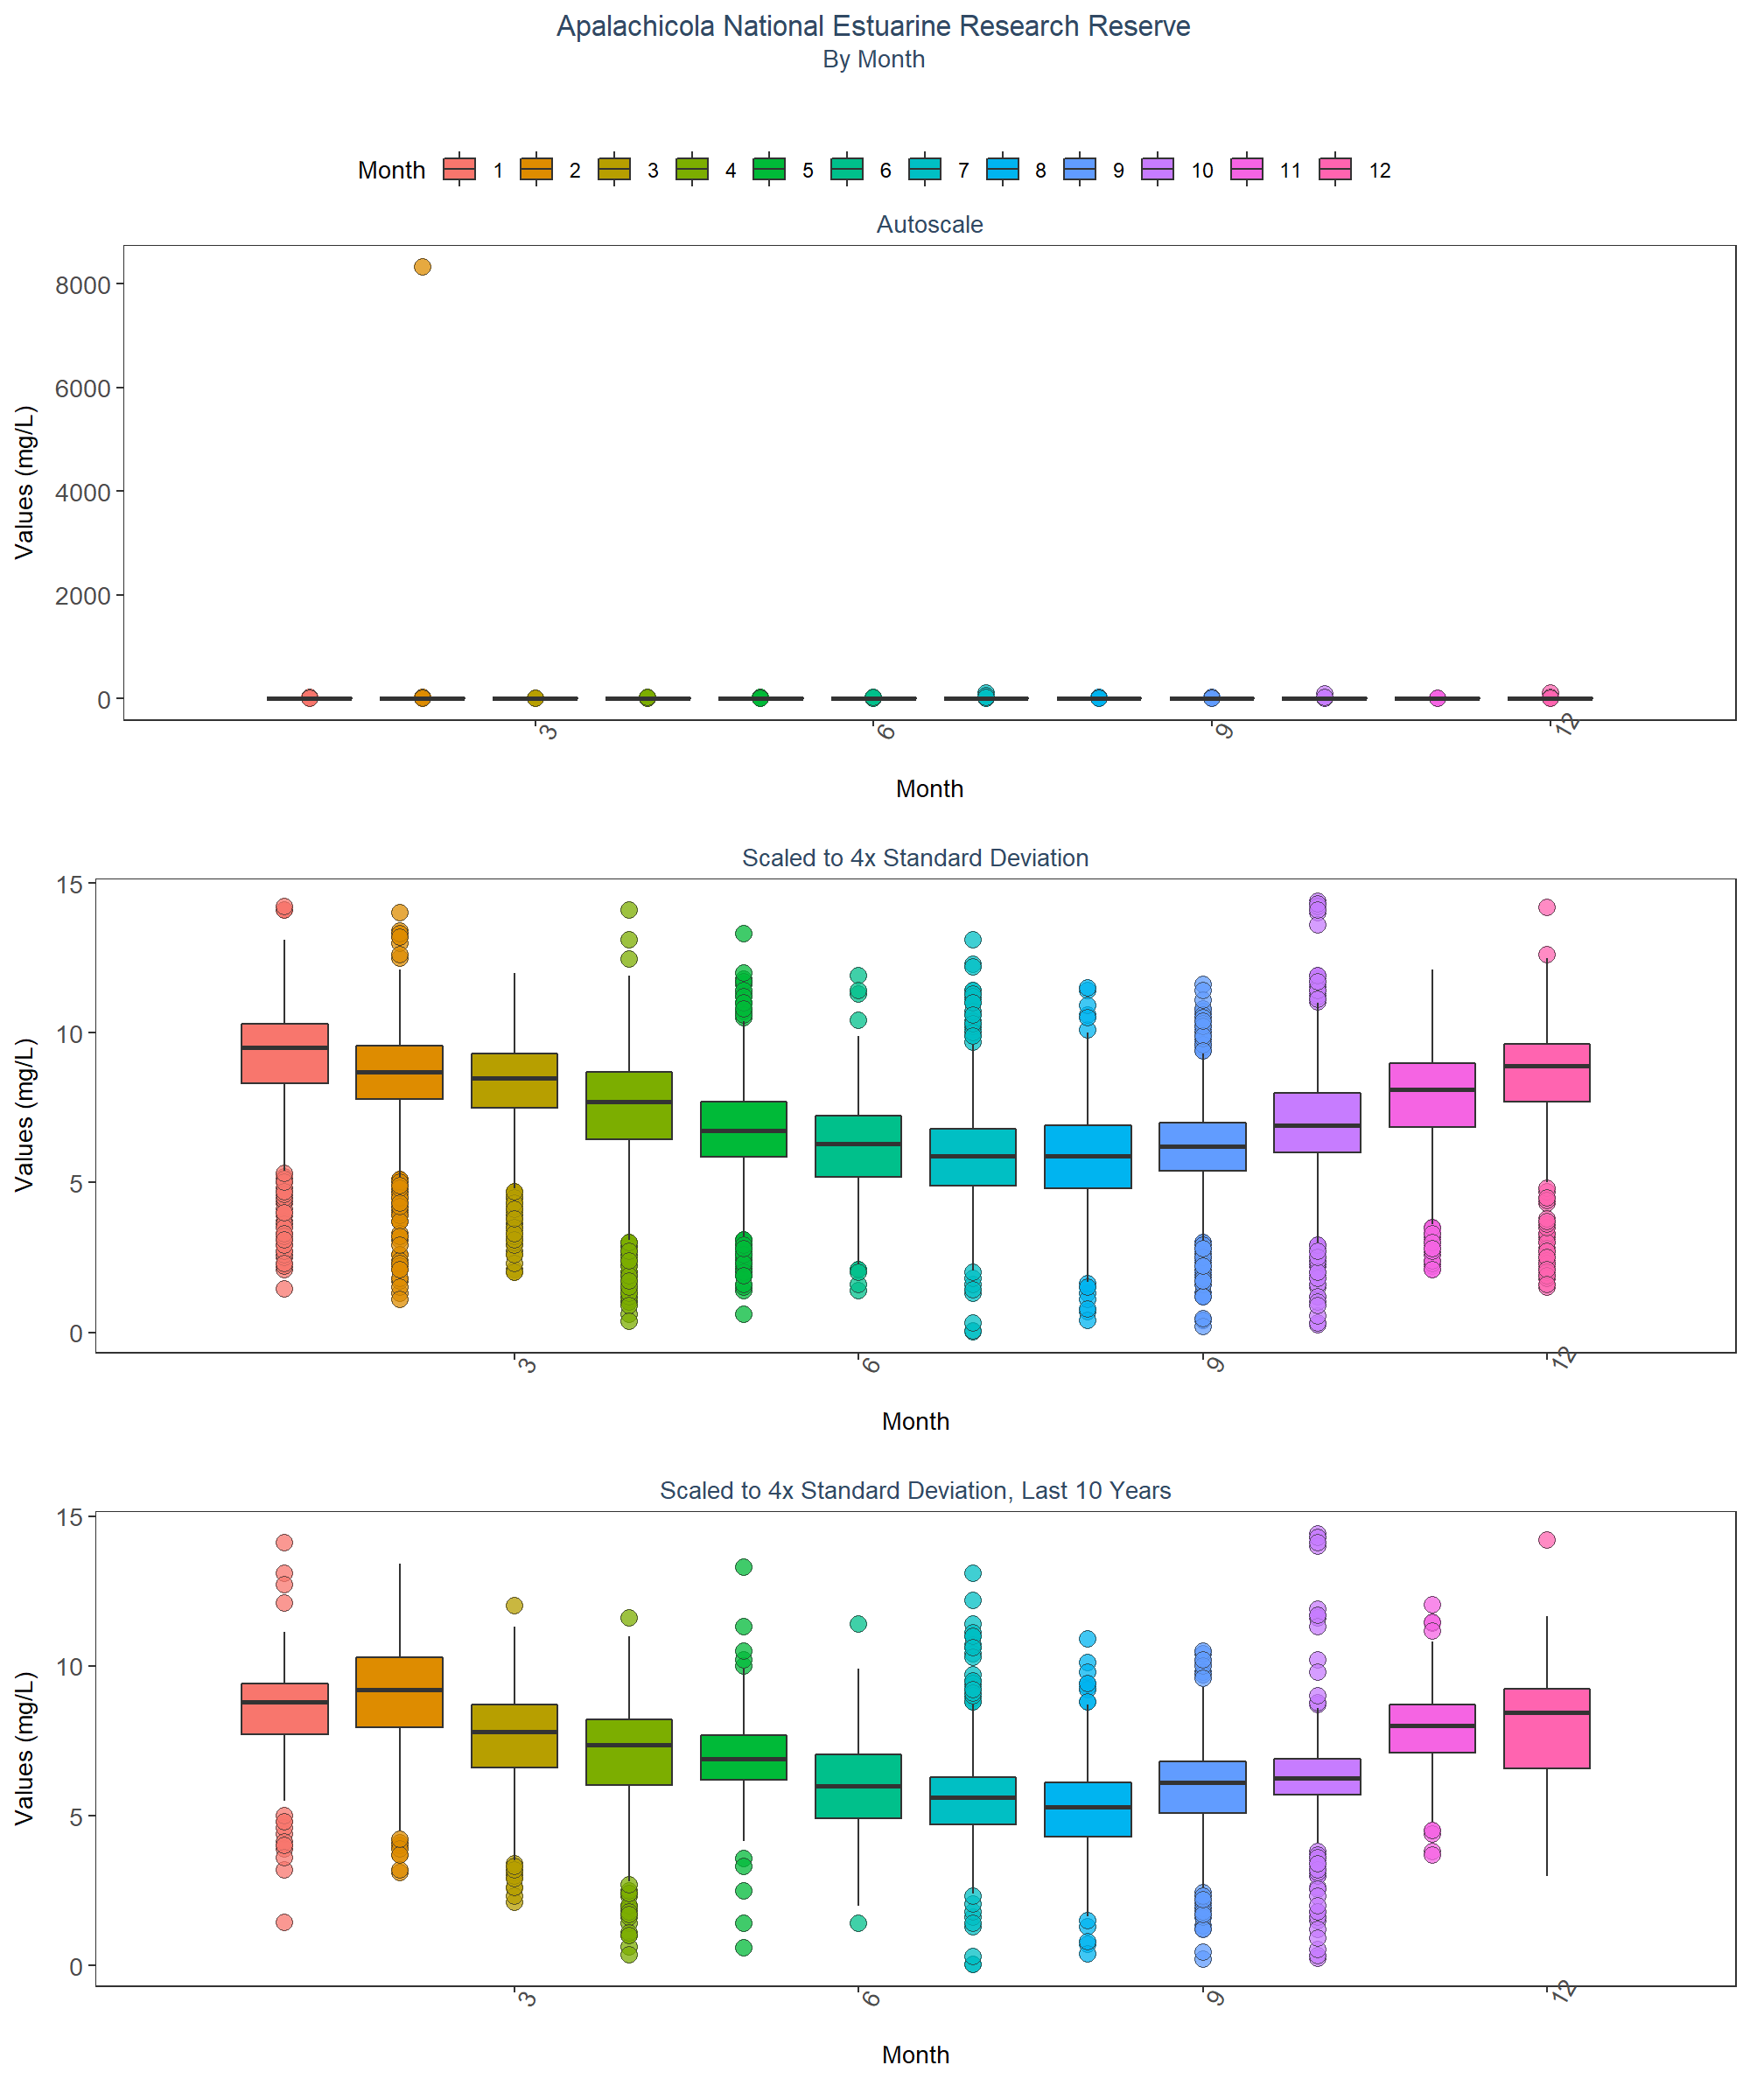 Apalachicola National Estuarine Research Reserve
By Month
Month 1 2 3 4 5 6 7 8 9 10 11 12
Autoscale
Values (mg/L)
8000
6000
4000
2000
0
3 6 9 12
Month
Scaled to 4x Standard Deviation
Values (mg/L)
15
10
5
0
3 6 9 12
Month
Scaled to 4x Standard Deviation, Last 10 Years
Values (mg/L)
15
10
5
0
3 6 9 12
Month